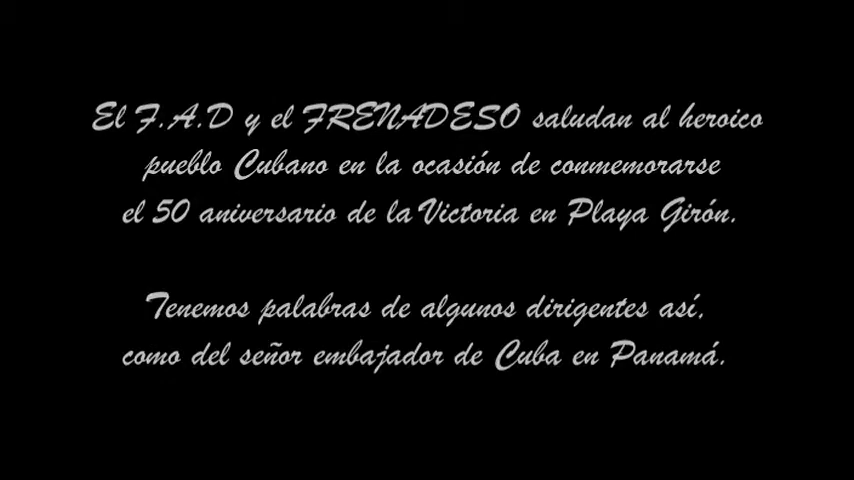 El F.A.D y el FRENADESO saludan al heroico
pueblo Cubano en la ocasión de conmemorarse
el 50 aniversario de la Victoria en Playa Girón.
Tenemos palabras de algunos dirigentes así,
como del señor embajador de Cuba en Panamá.